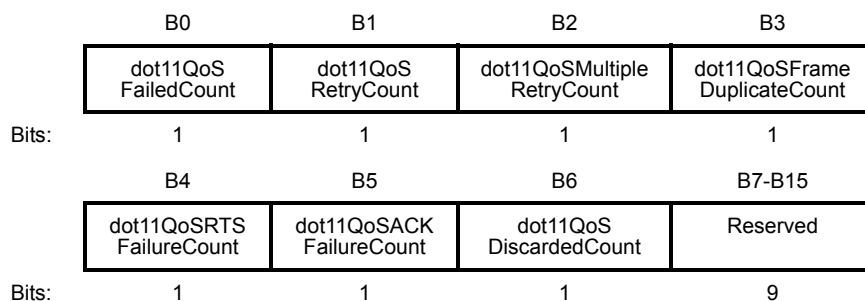 B0 B1 B2 B3
dot11QoS dot11QoS dot11QoSMultiple dot11QoSFrame
FailedCount RetryCount RetryCount DuplicateCount
Bits: 1 1 1 1
B4 B5 B6 B7-B15
dot11QoSRTS dot11QoSACK dot11QoS Reserved
FailureCount FailureCount DiscardedCount
Bits: 1 1 1 9